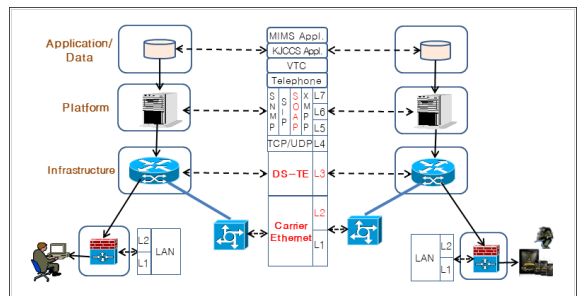 Application/
Data
MIMS Appl.
KJCCS Appl.
VTC
Telephone
Platform
SNMP
SIP
SOAP
XMPP
L7
L6
L5
TCP/UDP L4
Infrastructure
DS-TE L3
Carrier
Ethernet
L2
L1
L2
L1
LAN
LAN
L2
L1